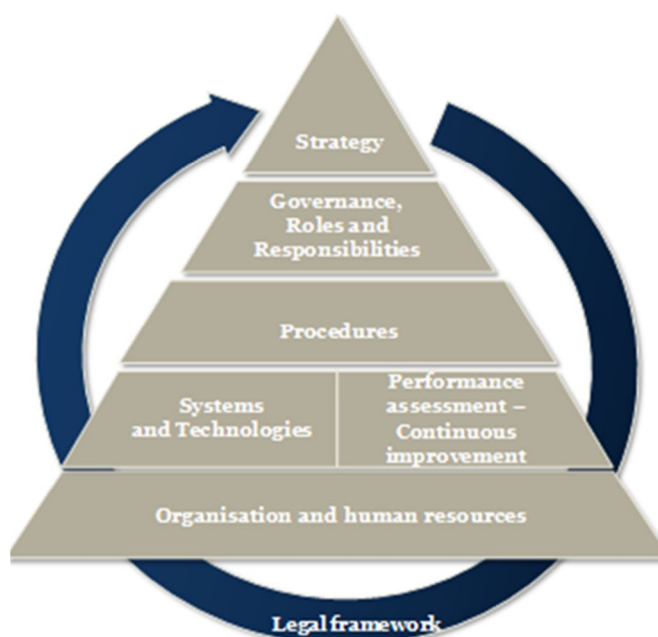 Strategy
Governance,
Roles and
Responsibilities
Procedures
Systems
and Technologies
Performance
assessment –
Continuous
improvement
Organisation and human resources
Legal framework